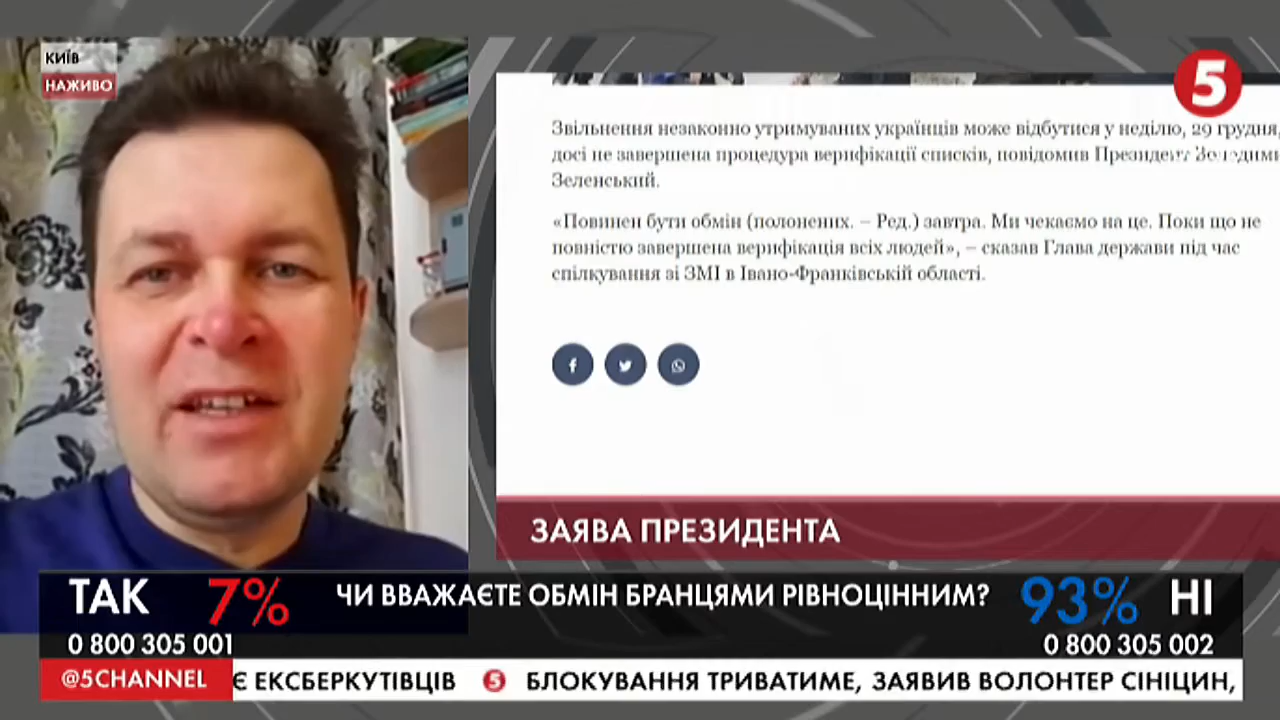 КИЇВ
НАЖИВО
5
Звільнення незаконно утримуваних українців може відбутися у неділю, 29 грудня,
досі не завершена процедура верифікації списків, повідомив Президент Володими
Зеленський.
«Повинен бути обмін (полонених. – Ред.) завтра. Ми чекаємо на це. Поки що не
повністю завершена верифікація всіх людей», – сказав Глава держави під час
спілкування зі ЗМІ в Івано-Франківській області.
ЗАЯВА ПРЕЗИДЕНТА
ТАК 7% ЧИ ВВАЖАЄТЕ ОБМІН БРАНЦЯМИ РІВНОЦІННИМ? 93% НІ
0 800 305 001 0 800 305 002
@5CHANNEL Є ЕКСБЕРКУТІВЦІВ 5 БЛОКУВАННЯ ТРИВАТИМЕ, ЗАЯВИВ ВОЛОНТЕР СІНІЦИН,